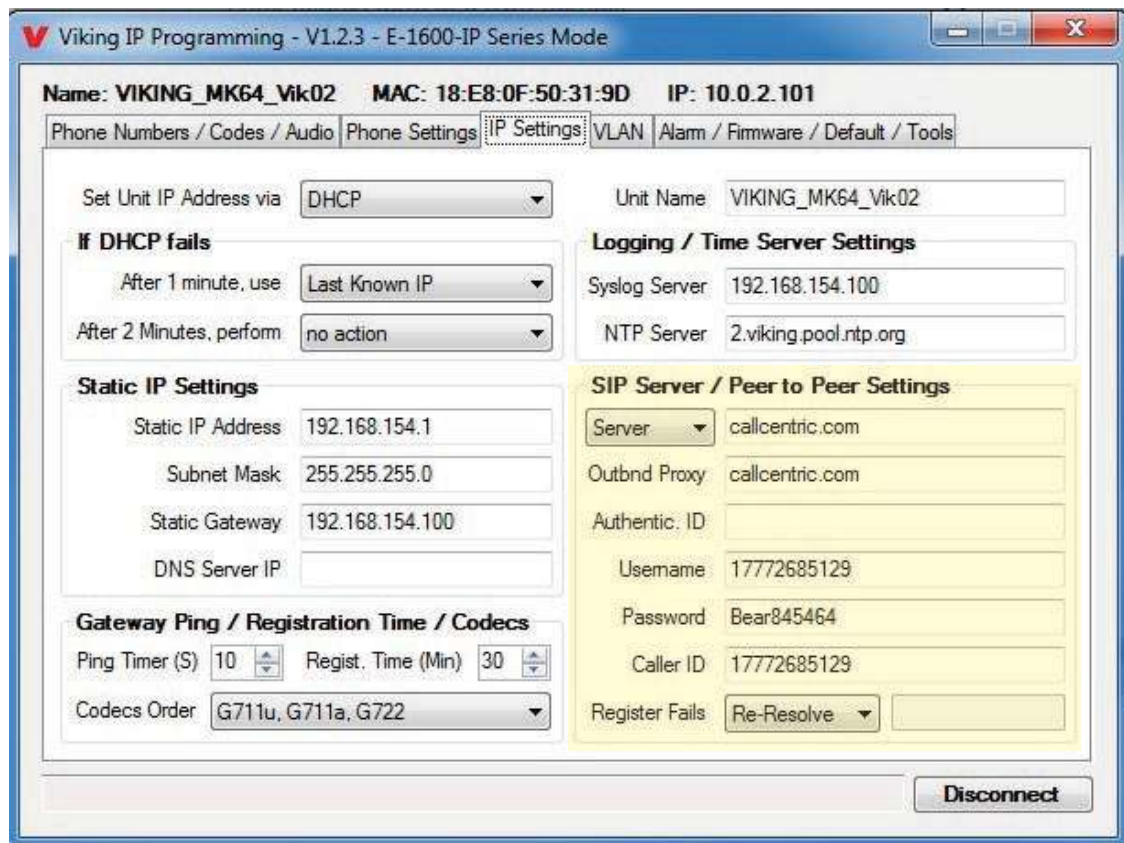 Viking IP Programming - V1.2.3 - E-1600-IP Series Mode
Name: VIKING_MK64_Vik02 MAC: 18:E8:0F:50:31:9D IP: 10.0.2.101
Phone Numbers / Codes / Audio Phone Settings IP Settings VLAN Alarm / Firmware / Default / Tools
Set Unit IP Address via DHCP
If DHCP fails
After 1 minute, use Last Known IP
After 2 Minutes, perform no action
Static IP Settings
Static IP Address 192.168.154.1
Subnet Mask 255.255.255.0
Static Gateway 192.168.154.100
DNS Server IP
Gateway Ping / Registration Time / Codecs
Ping Timer (S) 10 Regist. Time (Min) 30
Codecs Order G711u, G711a, G722
Unit Name VIKING_MK64_Vik02
Logging / Time Server Settings
Syslog Server 192.168.154.100
NTP Server 2.viking.pool.ntp.org
SIP Server / Peer to Peer Settings
Server callcentric.com
Outbnd Proxy callcentric.com
Authentic. ID
Username 17772685129
Password Bear845464
Caller ID 17772685129
Register Fails Re-Resolve
Disconnect